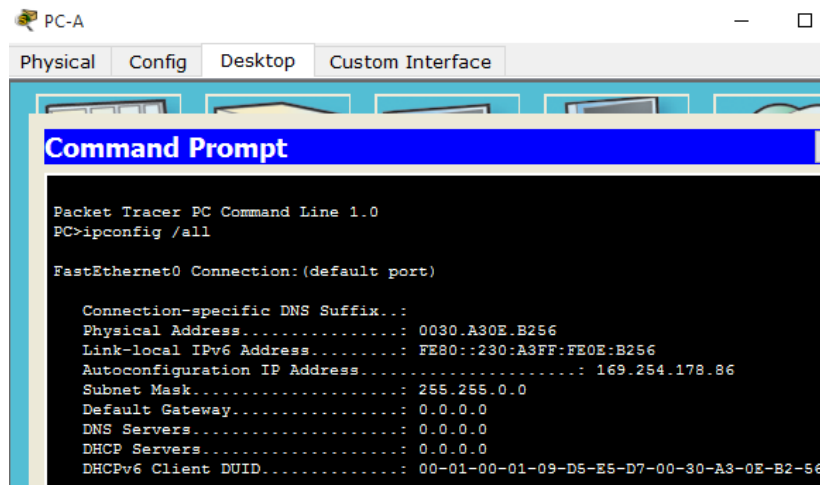 PC-A
Physical Config Desktop Custom Interface
Command Prompt
Packet Tracer PC Command Line 1.0
PC>ipconfig /all
FastEthernet0 Connection:(default port)
Connection-specific DNS Suffix..:
Physical Address................: 0030.A30E.B256
Link-local IPv6 Address.........: FE80::230:A3FF:FE0E:B256
Autoconfiguration IP Address......................: 169.254.178.86
Subnet Mask.....................: 255.255.0.0
Default Gateway.................: 0.0.0.0
DNS Servers.....................: 0.0.0.0
DHCP Servers....................: 0.0.0.0
DHCPv6 Client DUID..............: 00-01-00-01-09-D5-E5-D7-00-30-A3-0E-B2-56